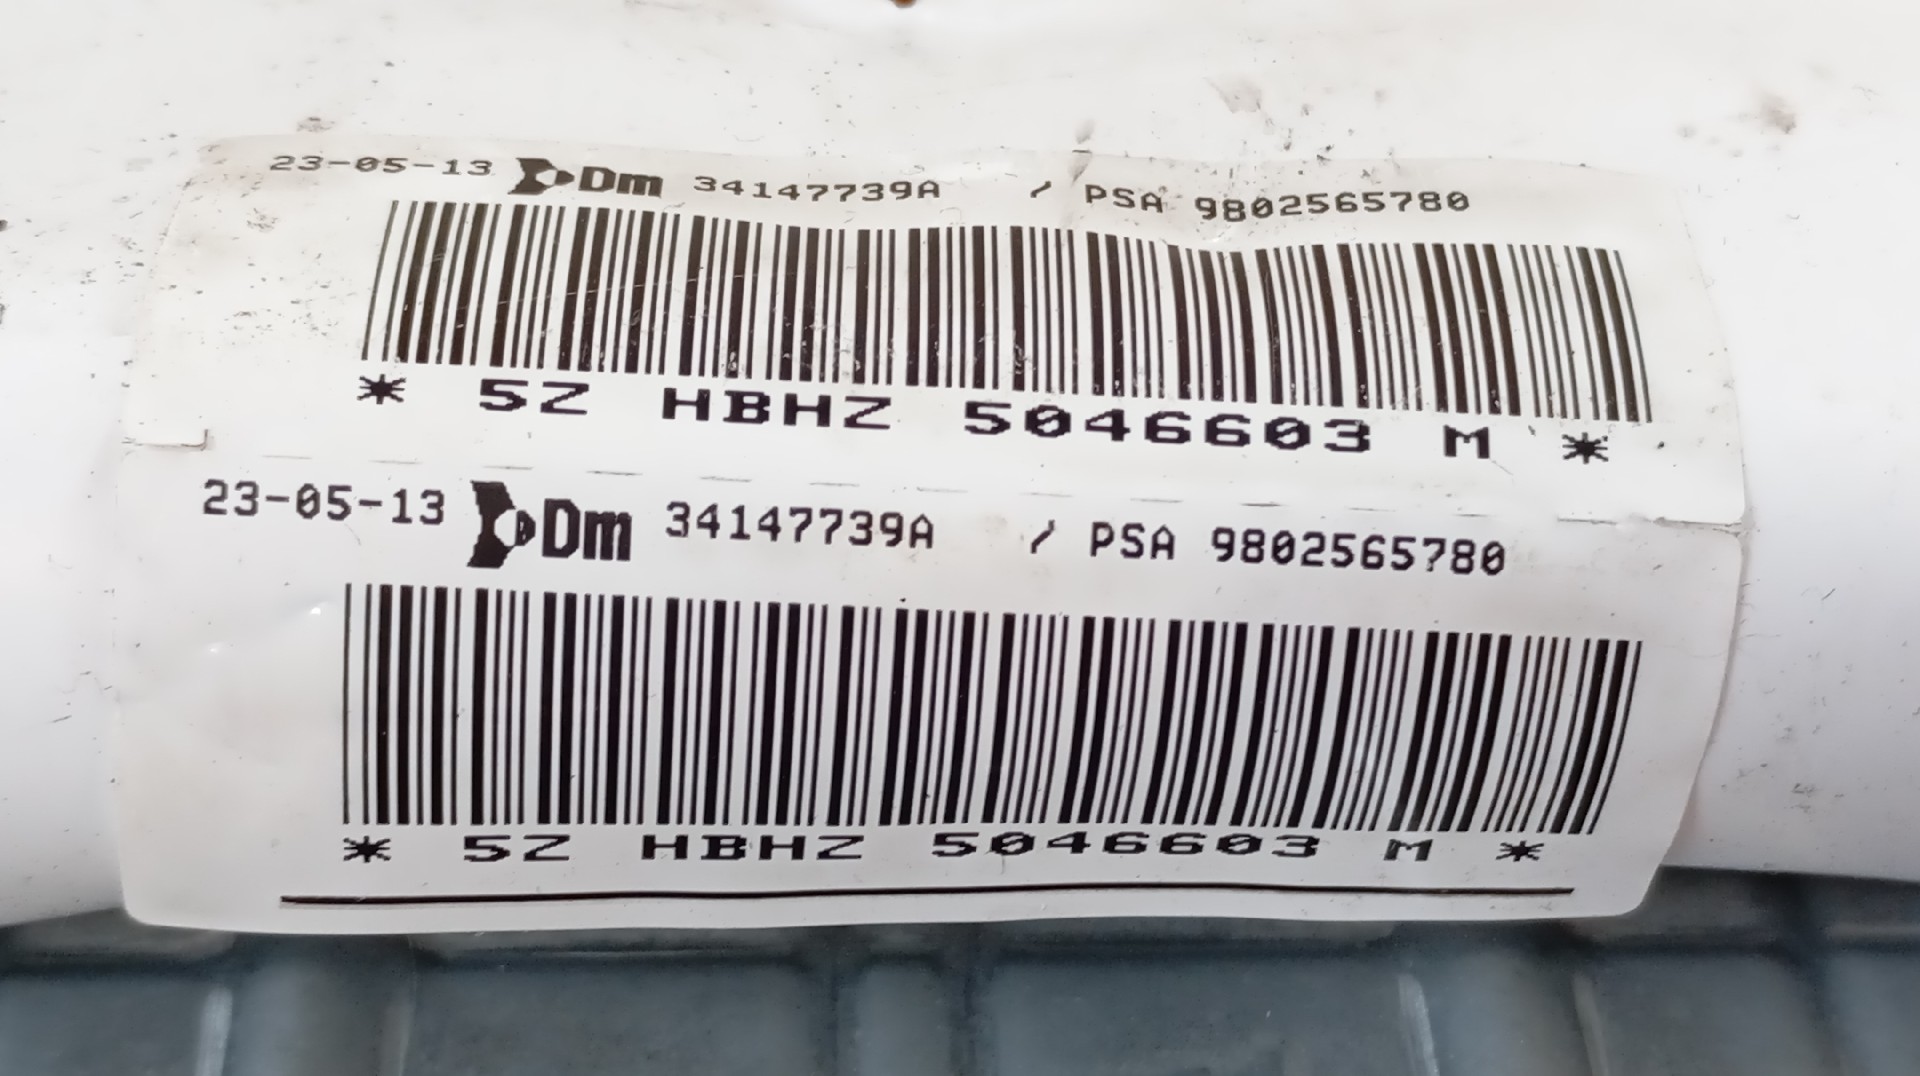 23-05-13 Dm 34147739A / PSA 9802565780
* 5Z HBHZ 5046603 M *
23-05-13 Dm 34147739A / PSA 9802565780
* 5Z HBHZ 5046603 M *